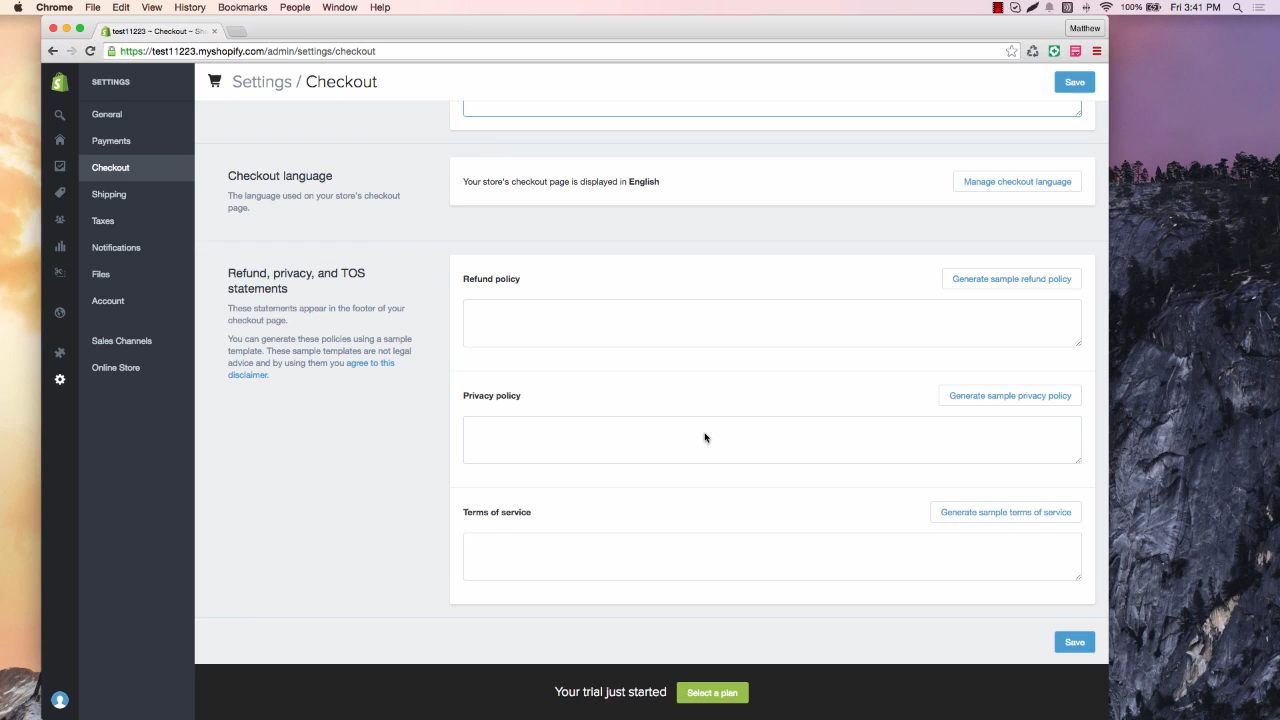 Chrome File Edit View History Bookmarks People Window Help 100% Fri 3:41 PM
test11223 ~ Checkout ~ Sho
Matthew
https://test11223.myshopify.com/admin/settings/checkout
SETTINGS
Settings / Checkout
Save
General
Payments
Checkout
Shipping
Taxes
Notifications
Files
Account
Sales Channels
Online Store
Checkout language
The language used on your store's checkout
page.
Your store's checkout page is displayed in English
Manage checkout language
Refund, privacy, and TOS
statements
These statements appear in the footer of your
checkout page.
You can generate these policies using a sample
template. These sample templates are not legal
advice and by using them you agree to this
disclaimer.
Refund policy
Generate sample refund policy
Privacy policy
Generate sample privacy policy
Terms of service
Generate sample terms of service
Save
Your trial just started
Select a plan